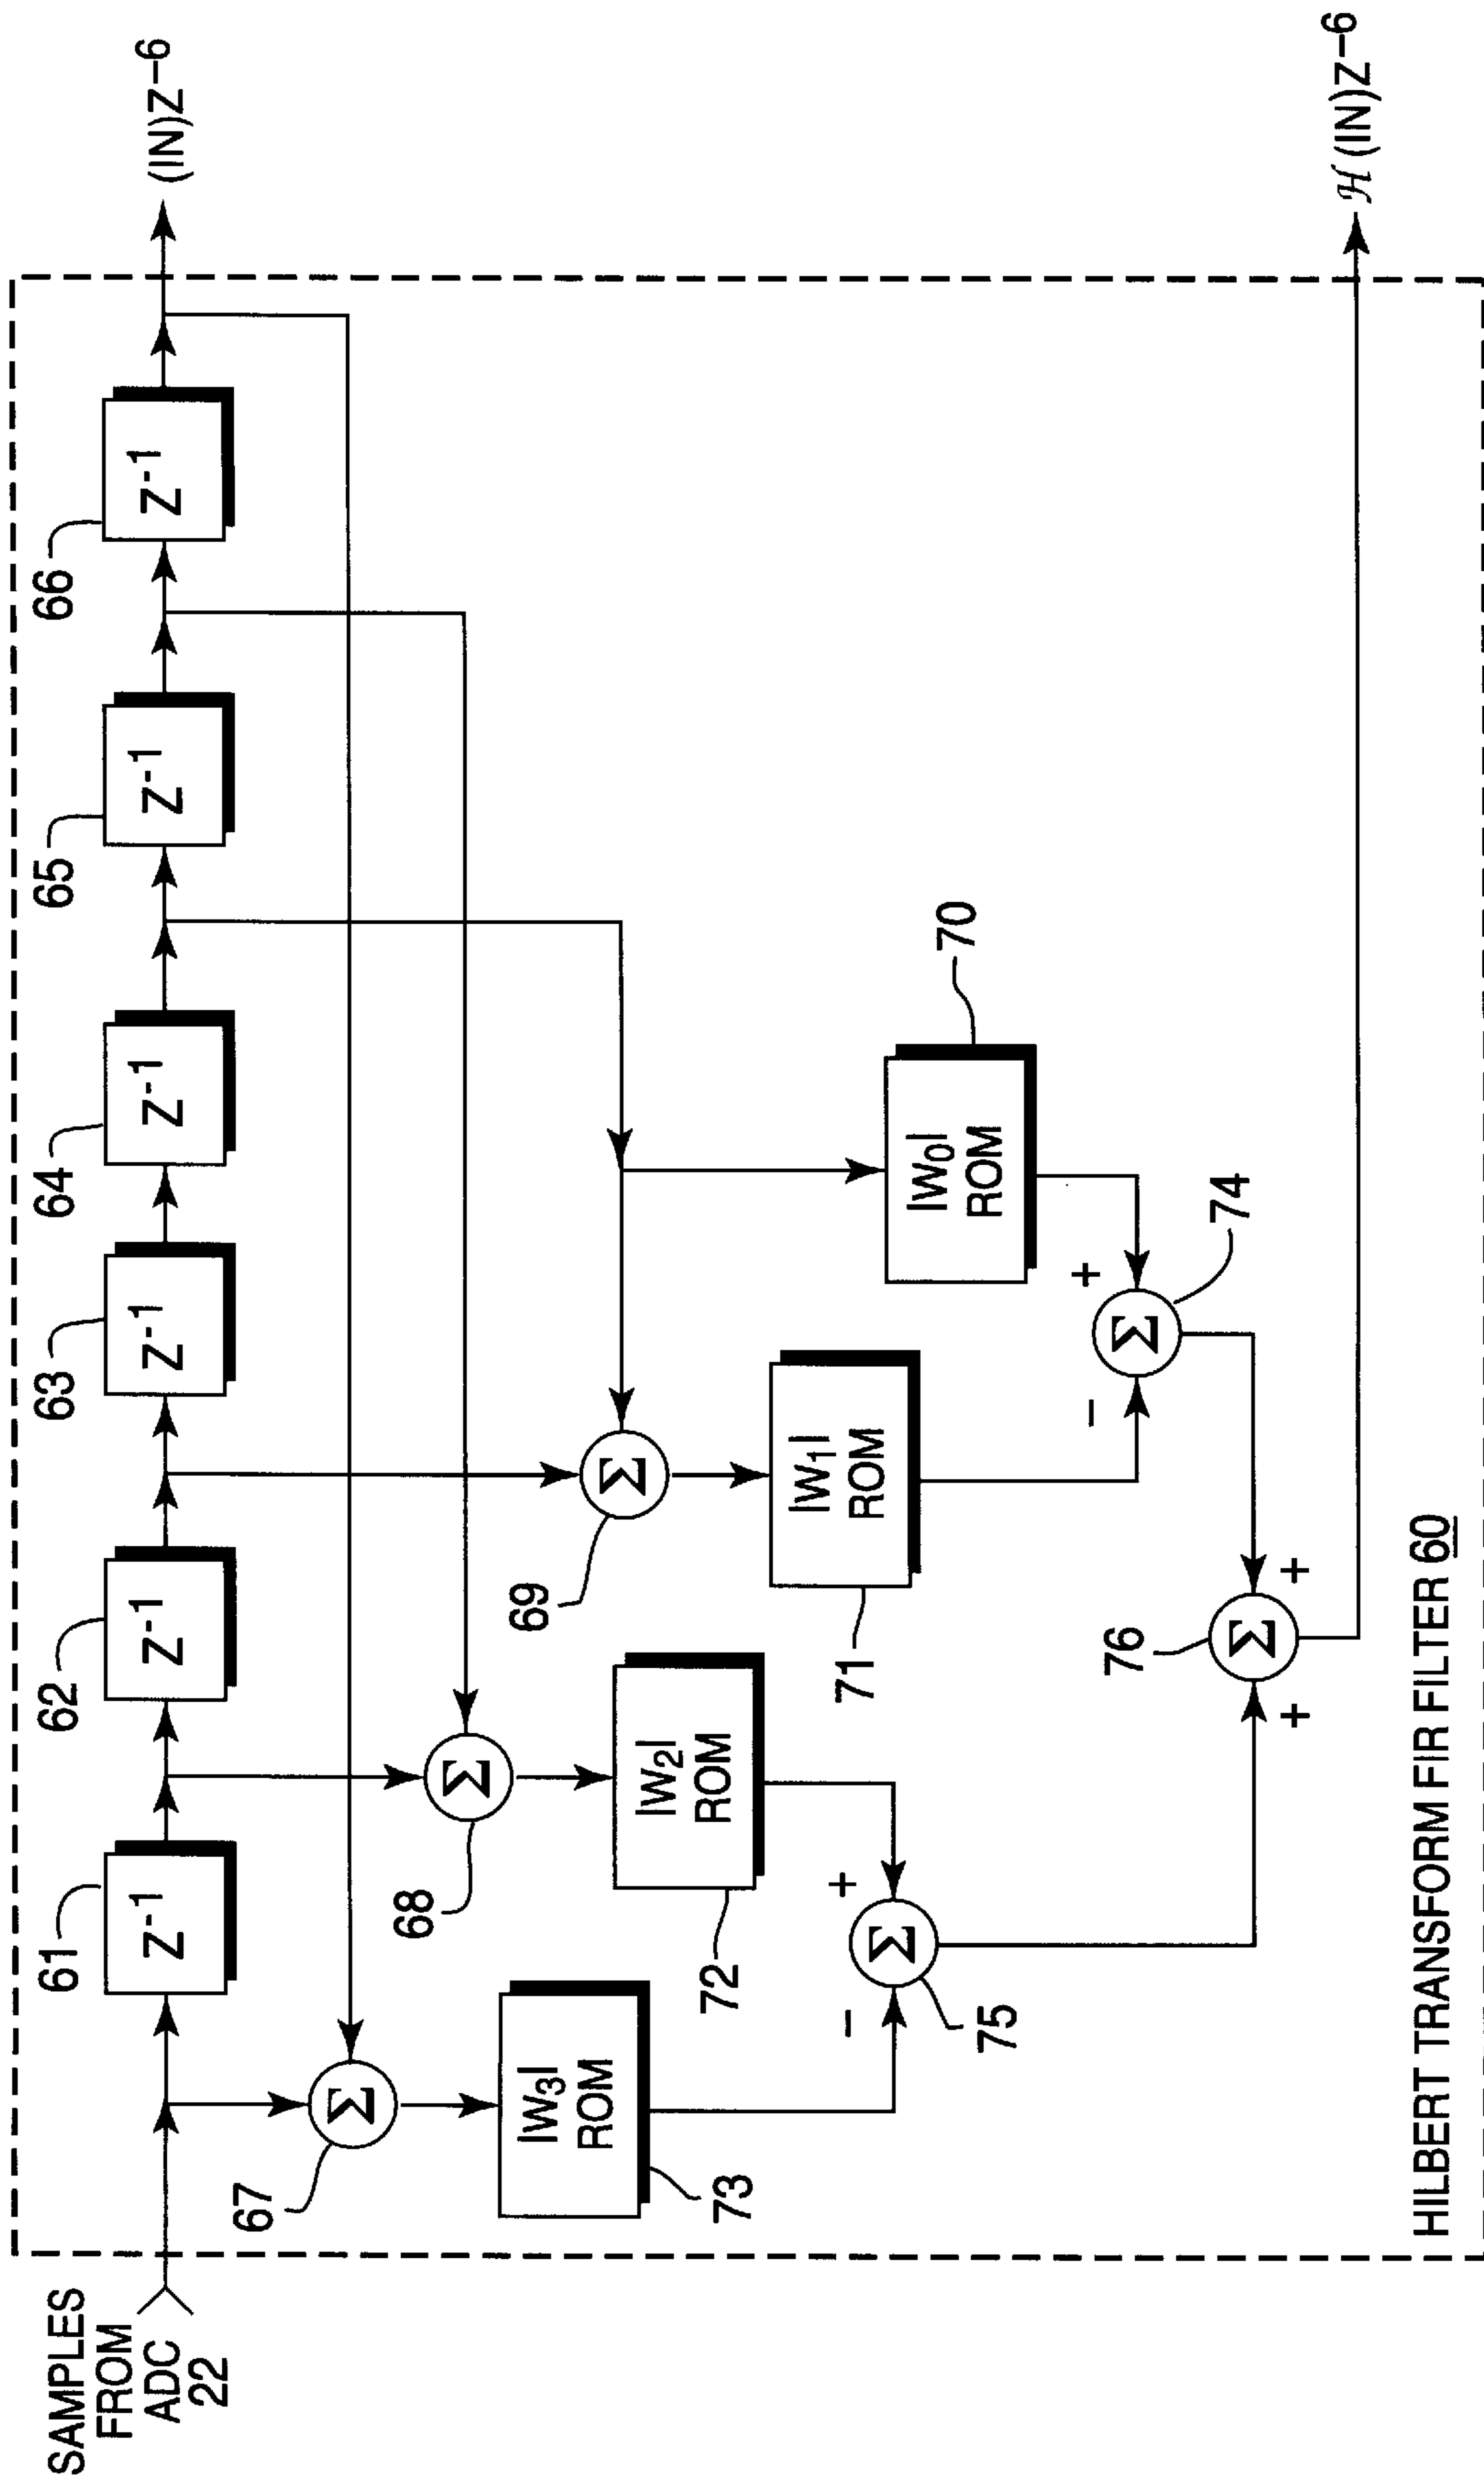 SAMPLES
FROM
ADC
22
61
Z-1
62
Z-1
63
Z-1
64
Z-1
65
Z-1
66
Z-1
(IN)Z-6
67
Σ
68
Σ
69
Σ
|W3|
ROM
73
|W2|
ROM
72
|W1|
ROM
71
|W0|
ROM
70
-
+
Σ
75
-
+
Σ
74
+
+
Σ
76
ℋ(IN)Z-6
HILBERT TRANSFORM FIR FILTER 60